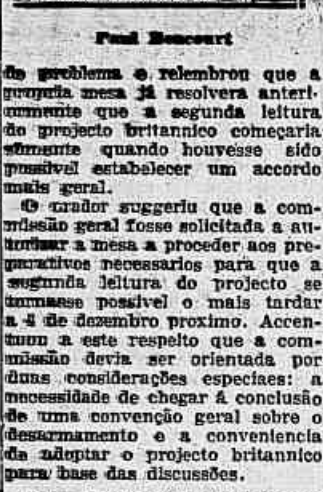 Paul Boncourt
do problema e relembrou que a
propria mesa já resolvera anteri-
ormente que a segunda leitura
do projecto britannico começaria
sómente quando houvesse sido
possivel estabelecer um accordo
mais geral.
O orador suggeriu que a com-
missão geral fosse solicitada a au-
torisar a mesa a proceder aos pre-
parativos necessarios para que a
segunda leitura do projecto se
tornasse possivel o mais tardar
a 4 de dezembro proximo. Accen-
tuou a este respeito que a com-
missão devia ser orientada por
duas considerações especiaes: a
necessidade de chegar á conclusão
de uma convenção geral sobre o
desarmamento e a conveniencia
de adoptar o projecto britannico
para base das discussões.